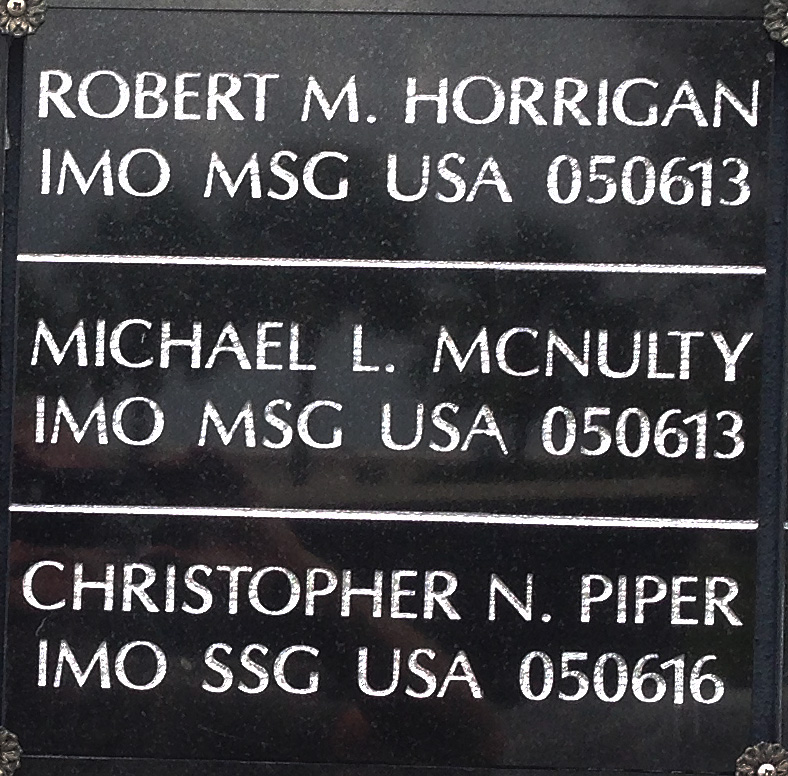 ROBERT M. HORRIGAN
IMO MSG USA 050613
MICHAEL L. MCNULTY
IMO MSG USA 050613
CHRISTOPHER N. PIPER
IMO SSG USA 050616